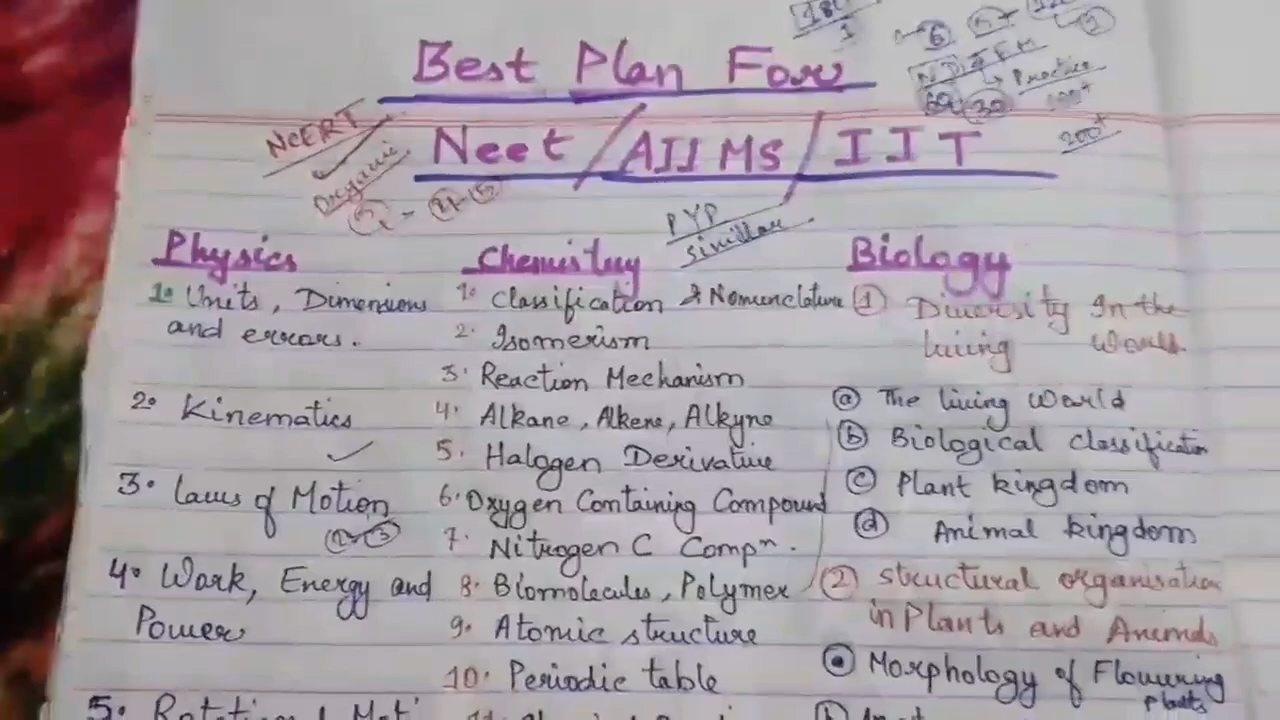 Best Plan For
Neet / AIIMS / IIT
NCERT
Organic
PYP
Simillar
Practice
200+
Physics
1. Units, Dimensions
and errors.
2. Kinematics
3. laws of Motion
4. Work, Energy and
Power
Chemistry
1. Classification & Nomenclature
2. Isomerism
3. Reaction Mechanism
4. Alkane, Alkene, Alkyne
5. Halogen Derivative
6. Oxygen Containing Compound
7. Nitrogen C Compn.
8. Biomolecules, Polymer
9. Atomic structure
10. Periodic table
Biology
1 Diversity In the
living World
a The living world
b Biological classification
c Plant kingdom
d Animal kingdom
2 structural organisation
in Plants and Animals
a Morphology of Flowering
Plants